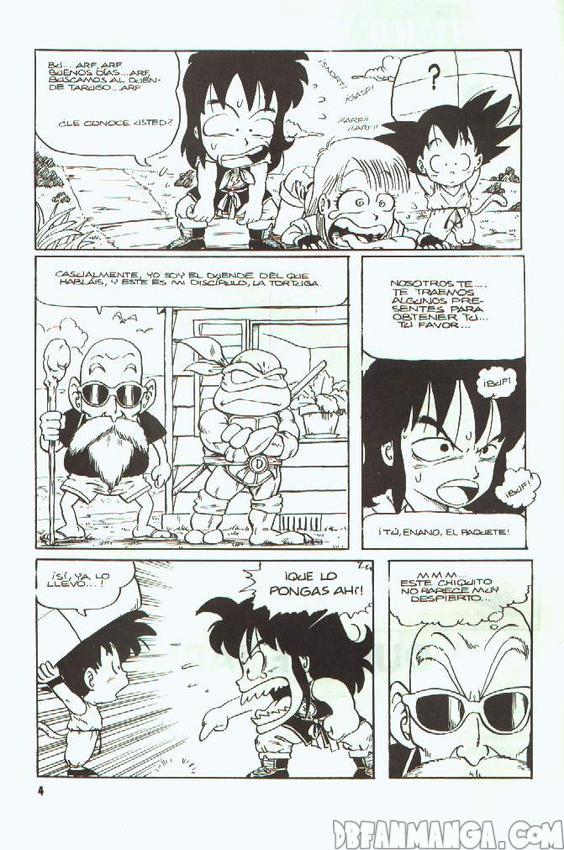 BU... ARF, ARF
BUENOS DÍAS...ARF,
BUSCAMOS AL DUEN-
DE TARUGO...ARF
¿LE CONOCE USTED?
¡SNORT!
¡GASP!
¡ARF!
¡¡ARF!!
?
CASUALMENTE, YO SOY EL DUENDE DEL QUE
HABLÁIS, Y ESTE ES MI DISCÍPULO, LA TORTUGA.
NOSOTROS TE....
TE TRAEMOS
ALGUNOS PRE-
SENTES PARA
OBTENER TU...
TU FAVOR...
¡BUF!
¡BUF!
¡TÚ, ENANO, EL PAQUETE!
¡SÍ, YA LO
LLEVO...!
¡QUE LO
PONGAS AHÍ!
MMM...
ESTE CHIQUITO
NO PARECE MUY
DESPIERTO...
4
DBFANMANGA.COM